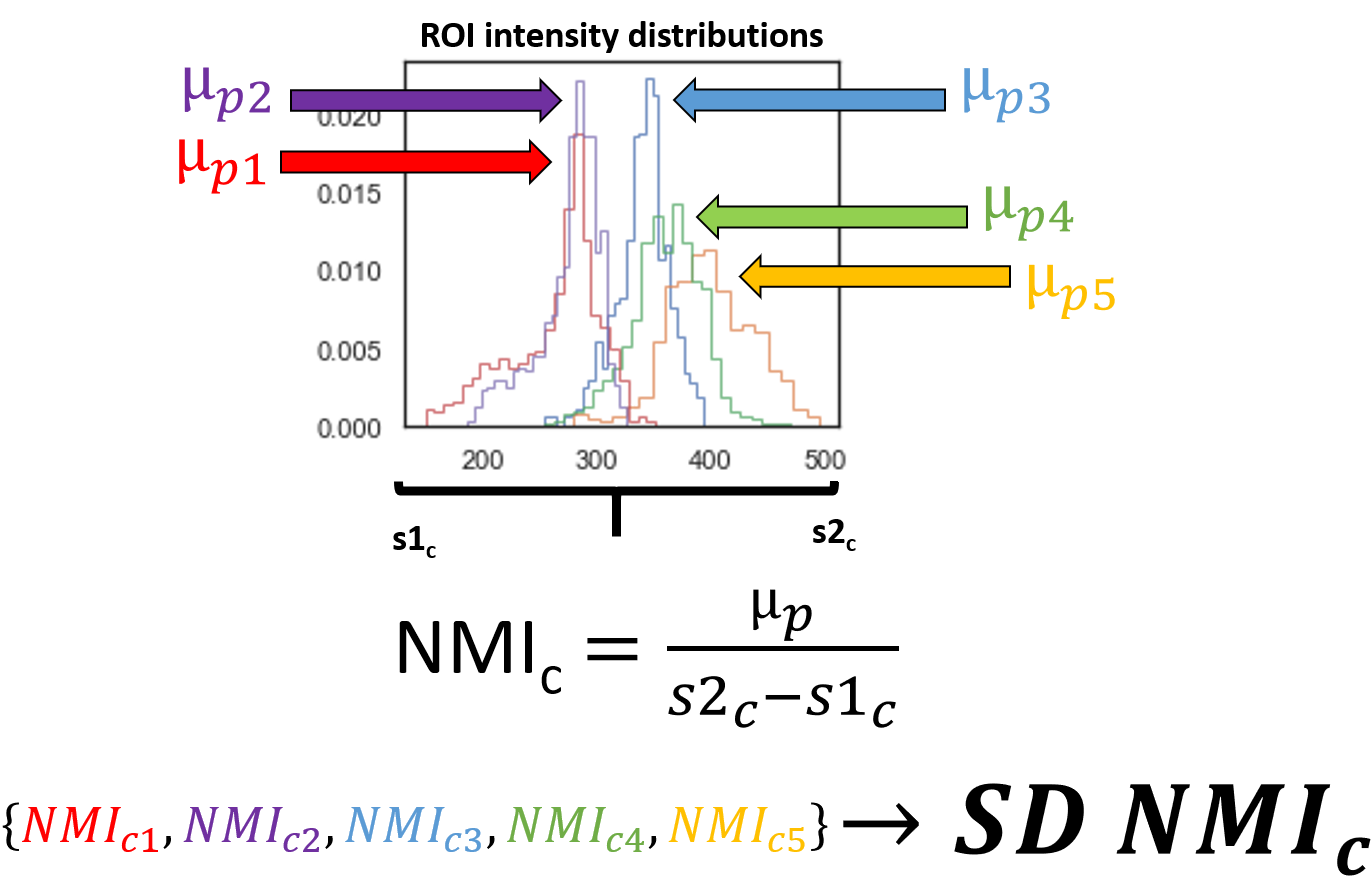 ROI intensity distributions
μp2
μp3
0.020
μp1
0.015
μp4
0.010
μp5
0.005
0.000
200 300 400 500
s1c
s2c
NMIc = μp / s2c−s1c
{NMIc1, NMIc2, NMIc3, NMIc4, NMIc5} → SD NMIc